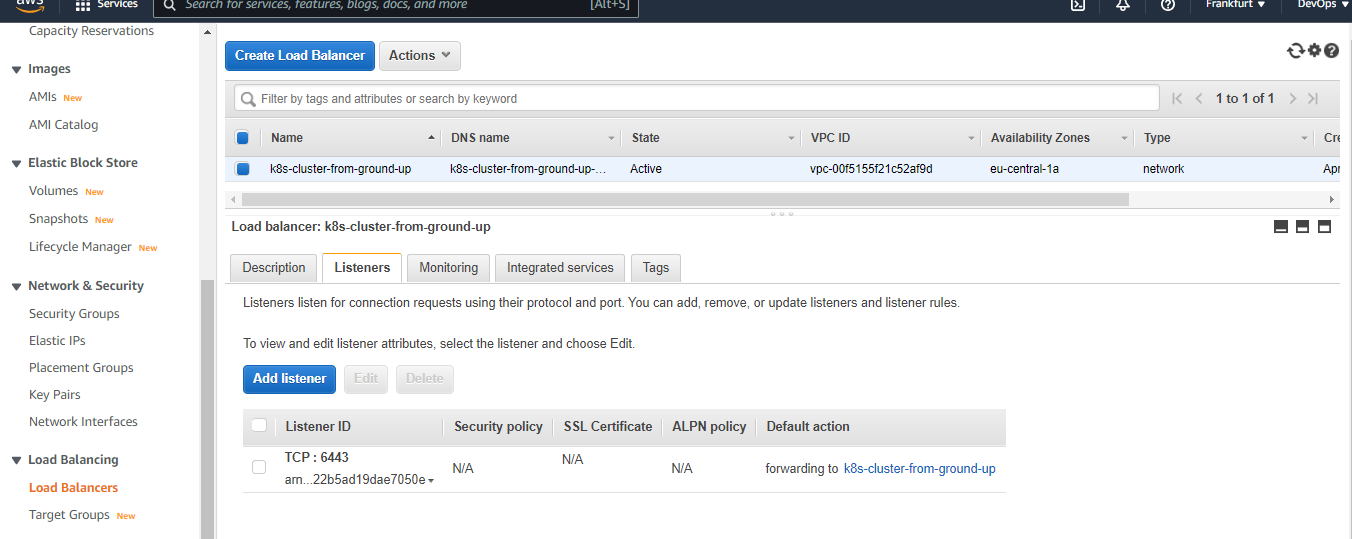 aws
Services
Search for services, features, blogs, docs, and more
[Alt+S]
Frankfurt
DevOps
Capacity Reservations
Images
AMIs New
AMI Catalog
Elastic Block Store
Volumes New
Snapshots New
Lifecycle Manager New
Network & Security
Security Groups
Elastic IPs
Placement Groups
Key Pairs
Network Interfaces
Load Balancing
Load Balancers
Target Groups New
Create Load Balancer
Actions
Filter by tags and attributes or search by keyword
1 to 1 of 1
Name DNS name State VPC ID Availability Zones Type Cre
k8s-cluster-from-ground-up k8s-cluster-from-ground-up-... Active vpc-00f5155f21c52af9d eu-central-1a network Apr
Load balancer: k8s-cluster-from-ground-up
Description Listeners Monitoring Integrated services Tags
Listeners listen for connection requests using their protocol and port. You can add, remove, or update listeners and listener rules.
To view and edit listener attributes, select the listener and choose Edit.
Add listener Edit Delete
Listener ID Security policy SSL Certificate ALPN policy Default action
TCP : 6443
arn...22b5ad19dae7050e
N/A N/A N/A forwarding to k8s-cluster-from-ground-up